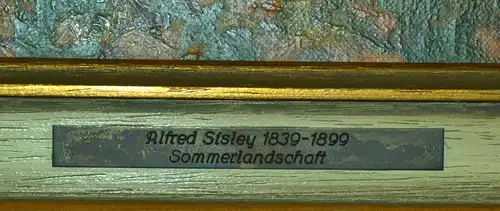 Alfred Sisley 1839-1899
Sommerlandschaft